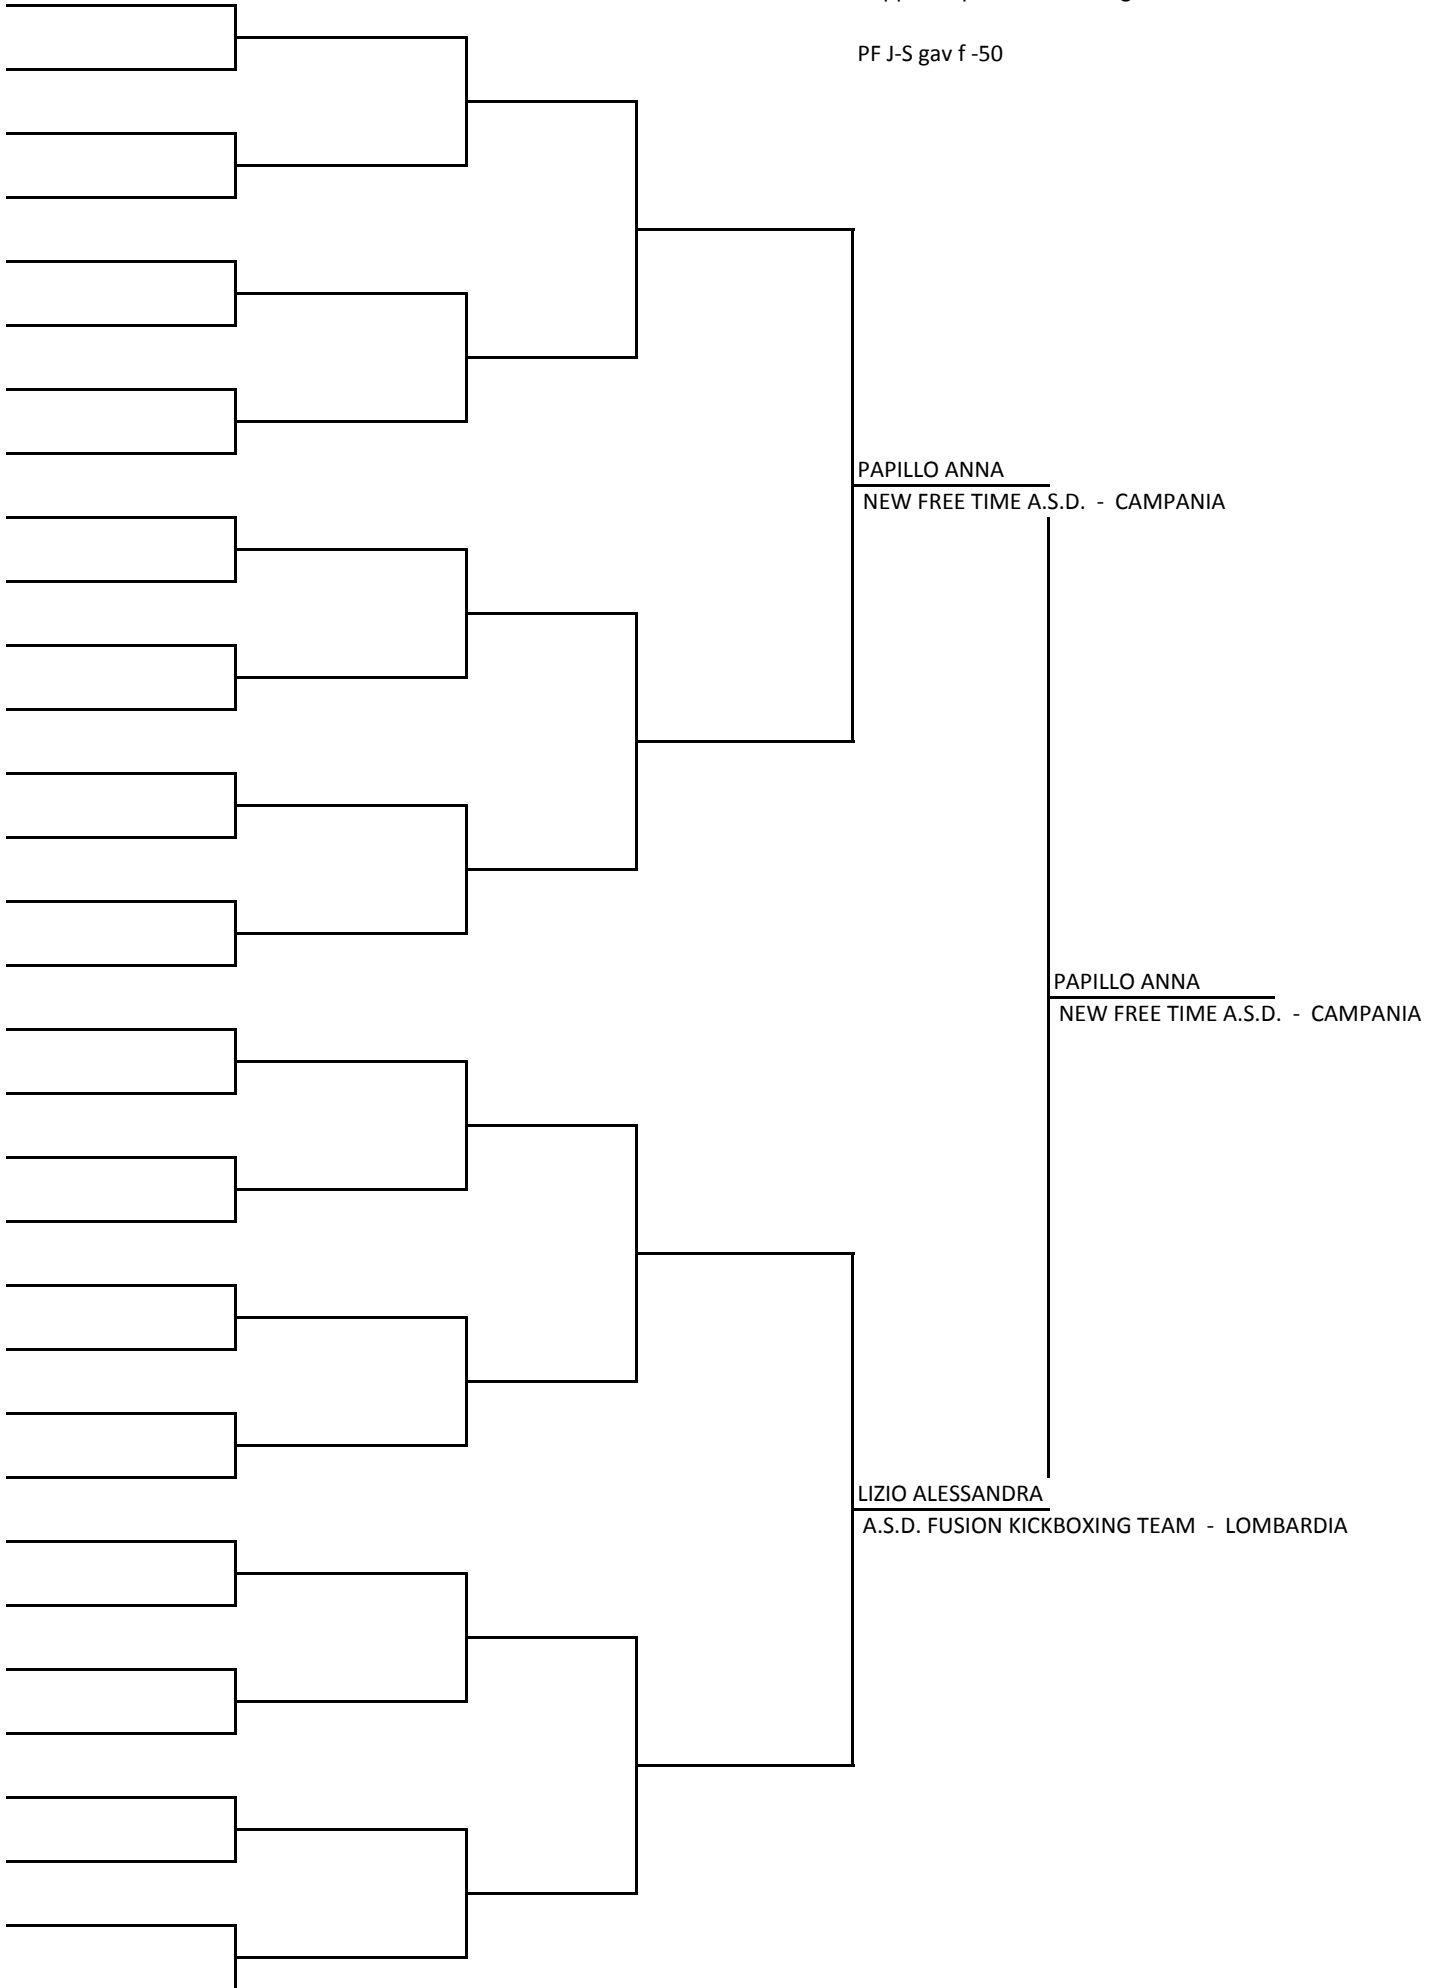 PF J-S gav f -50
PAPILLO ANNA
NEW FREE TIME A.S.D. - CAMPANIA
PAPILLO ANNA
NEW FREE TIME A.S.D. - CAMPANIA
LIZIO ALESSANDRA
A.S.D. FUSION KICKBOXING TEAM - LOMBARDIA